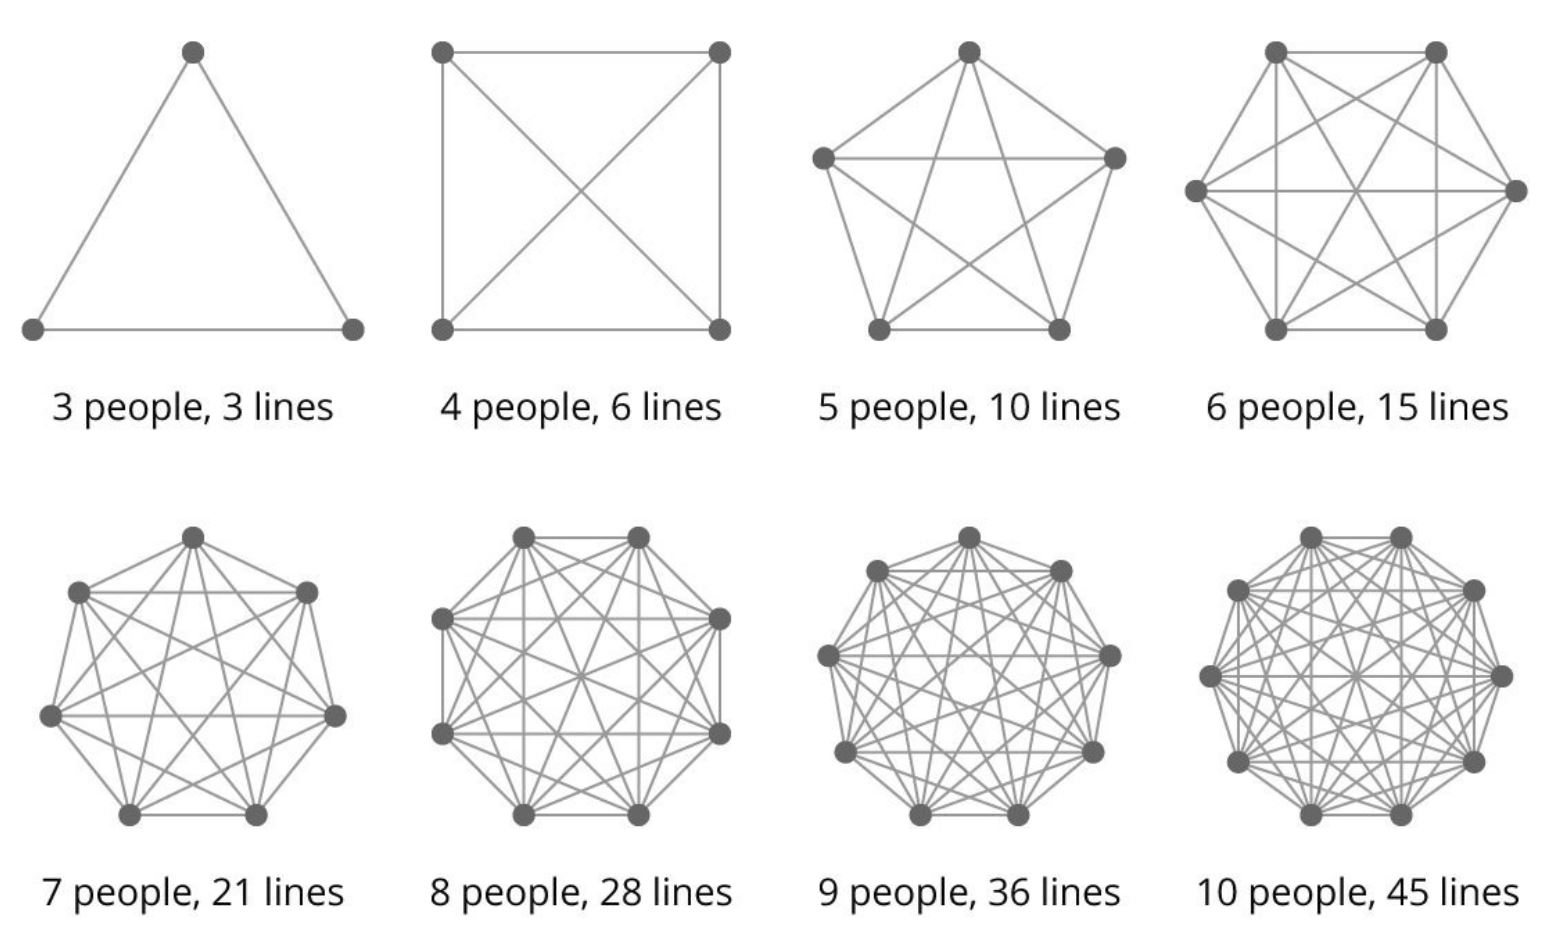 3 people, 3 lines
4 people, 6 lines
5 people, 10 lines
6 people, 15 lines
7 people, 21 lines
8 people, 28 lines
9 people, 36 lines
10 people, 45 lines